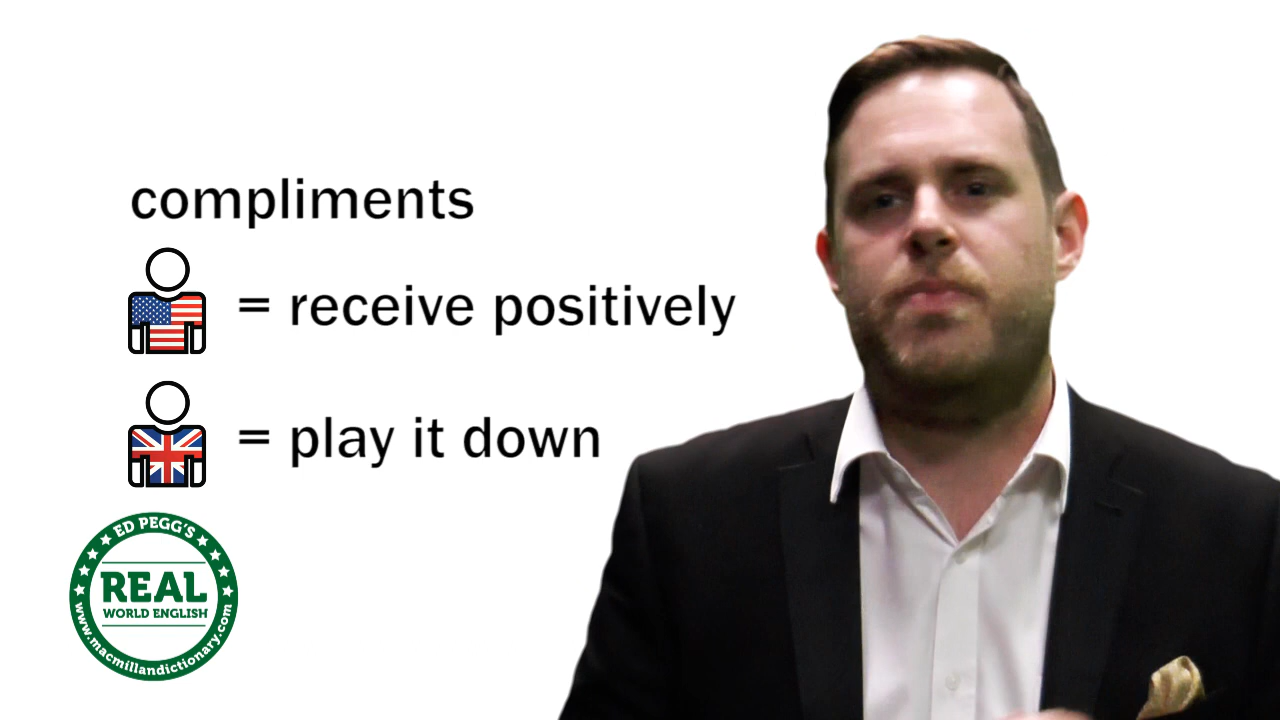 compliments
= receive positively
= play it down
ED PEGG'S
REAL
WORLD ENGLISH
www.macmillandictionary.com